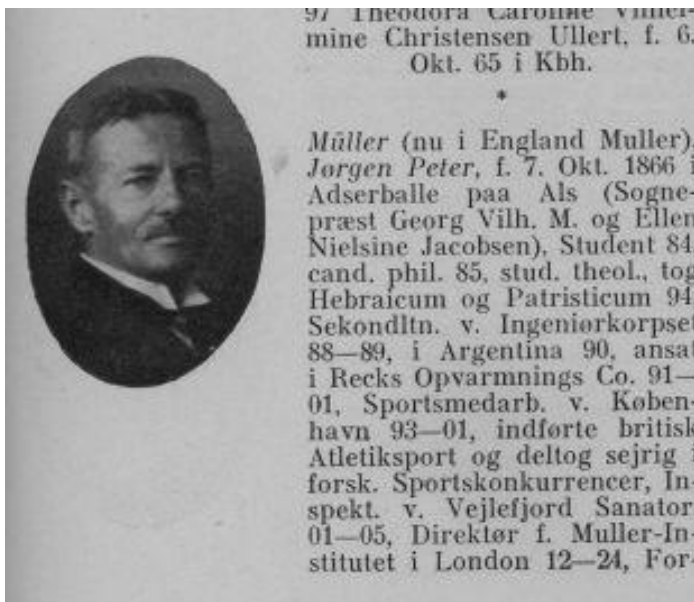 97 Theodora Caroline Vilhel-
mine Christensen Ullert, f. 6.
Okt. 65 i Kbh.
*
Müller (nu i England Muller),
Jørgen Peter, f. 7. Okt. 1866 i
Adserballe paa Als (Sogne-
præst Georg Vilh. M. og Ellen
Nielsine Jacobsen), Student 84,
cand. phil. 85, stud. theol., tog
Hebraicum og Patristicum 94,
Sekondltn. v. Ingeniørkorpset
88—89, i Argentina 90, ansat
i Recks Opvarmnings Co. 91—
01, Sportsmedarb. v. Køben-
havn 93—01, indførte britisk
Atletiksport og deltog sejrig i
forsk. Sportskonkurrencer, In-
spekt. v. Vejlefjord Sanator.
01—05, Direktør f. Muller-In-
stitutet i London 12—24, For-